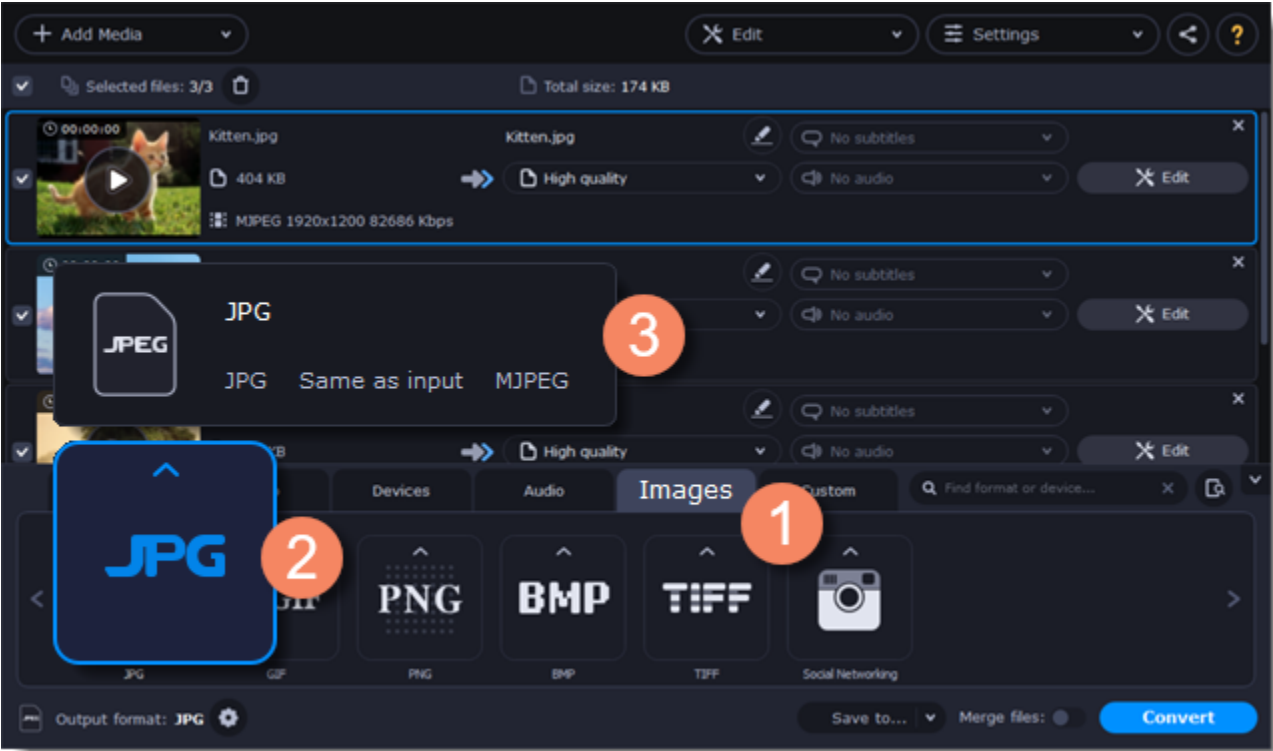 Add Media
Edit
Settings
?
Selected files: 3/3
Total size: 174 KB
00:00:00
Kitten.jpg
Kitten.jpg
No subtitles
404 KB
High quality
No audio
Edit
MJPEG 1920x1200 82686 Kbps
No subtitles
No audio
Edit
JPEG
JPG
JPG Same as input MJPEG
3
No subtitles
KB
High quality
No audio
Edit
Devices
Audio
Images
1
Custom
Find format or device...
JPG
2
GIF
PNG
BMP
TIFF
JPG
GIF
PNG
BMP
TIFF
Social Networking
Output format: JPG
Save to...
Merge files:
Convert